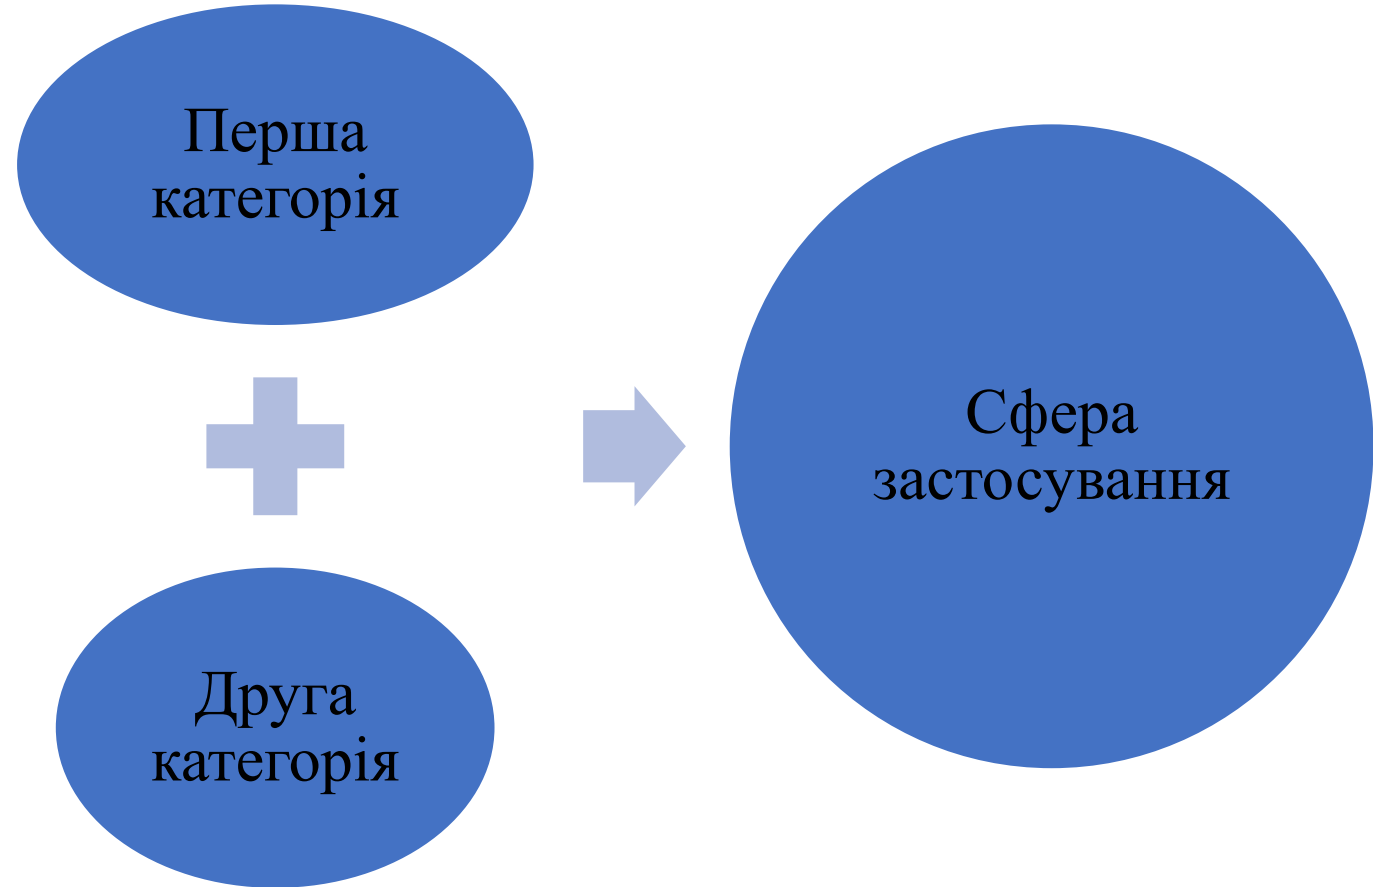 Перша
категорія
Друга
категорія
Сфера
застосування